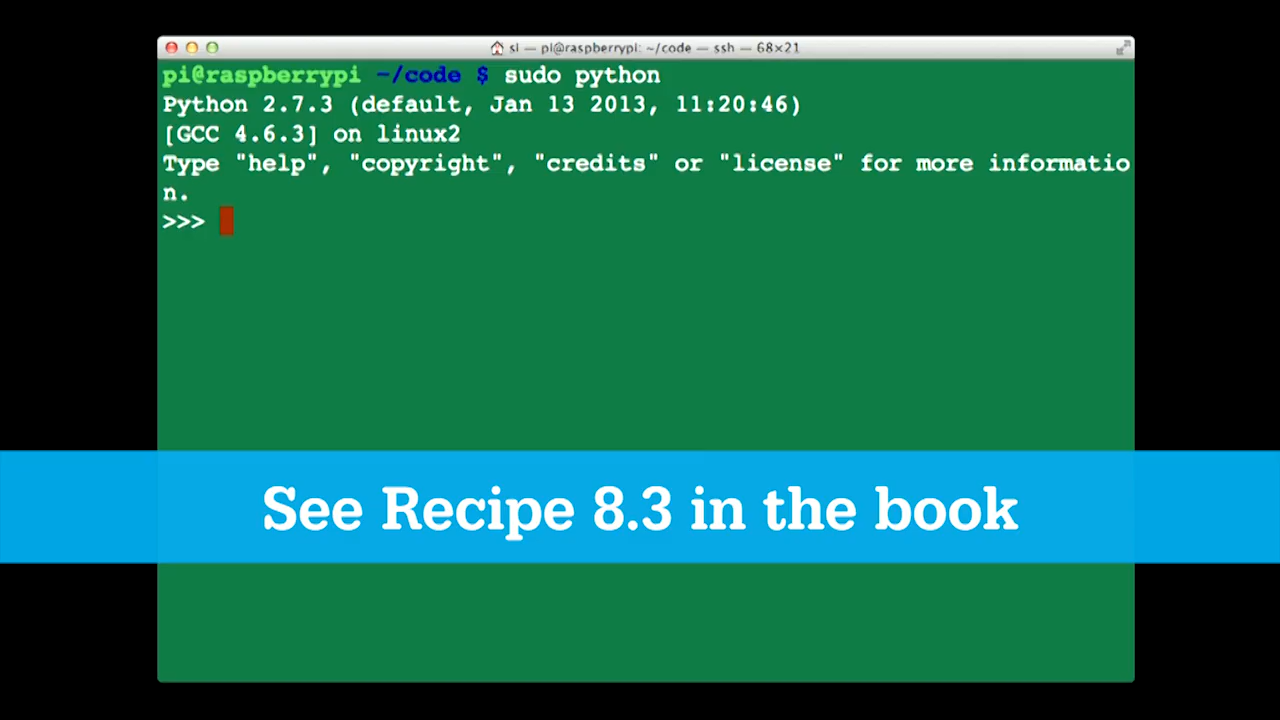 si — pi@raspberrypi: ~/code — ssh — 68×21
pi@raspberrypi ~/code $ sudo python
Python 2.7.3 (default, Jan 13 2013, 11:20:46)
[GCC 4.6.3] on linux2
Type "help", "copyright", "credits" or "license" for more informatio
n.
>>>
See Recipe 8.3 in the book